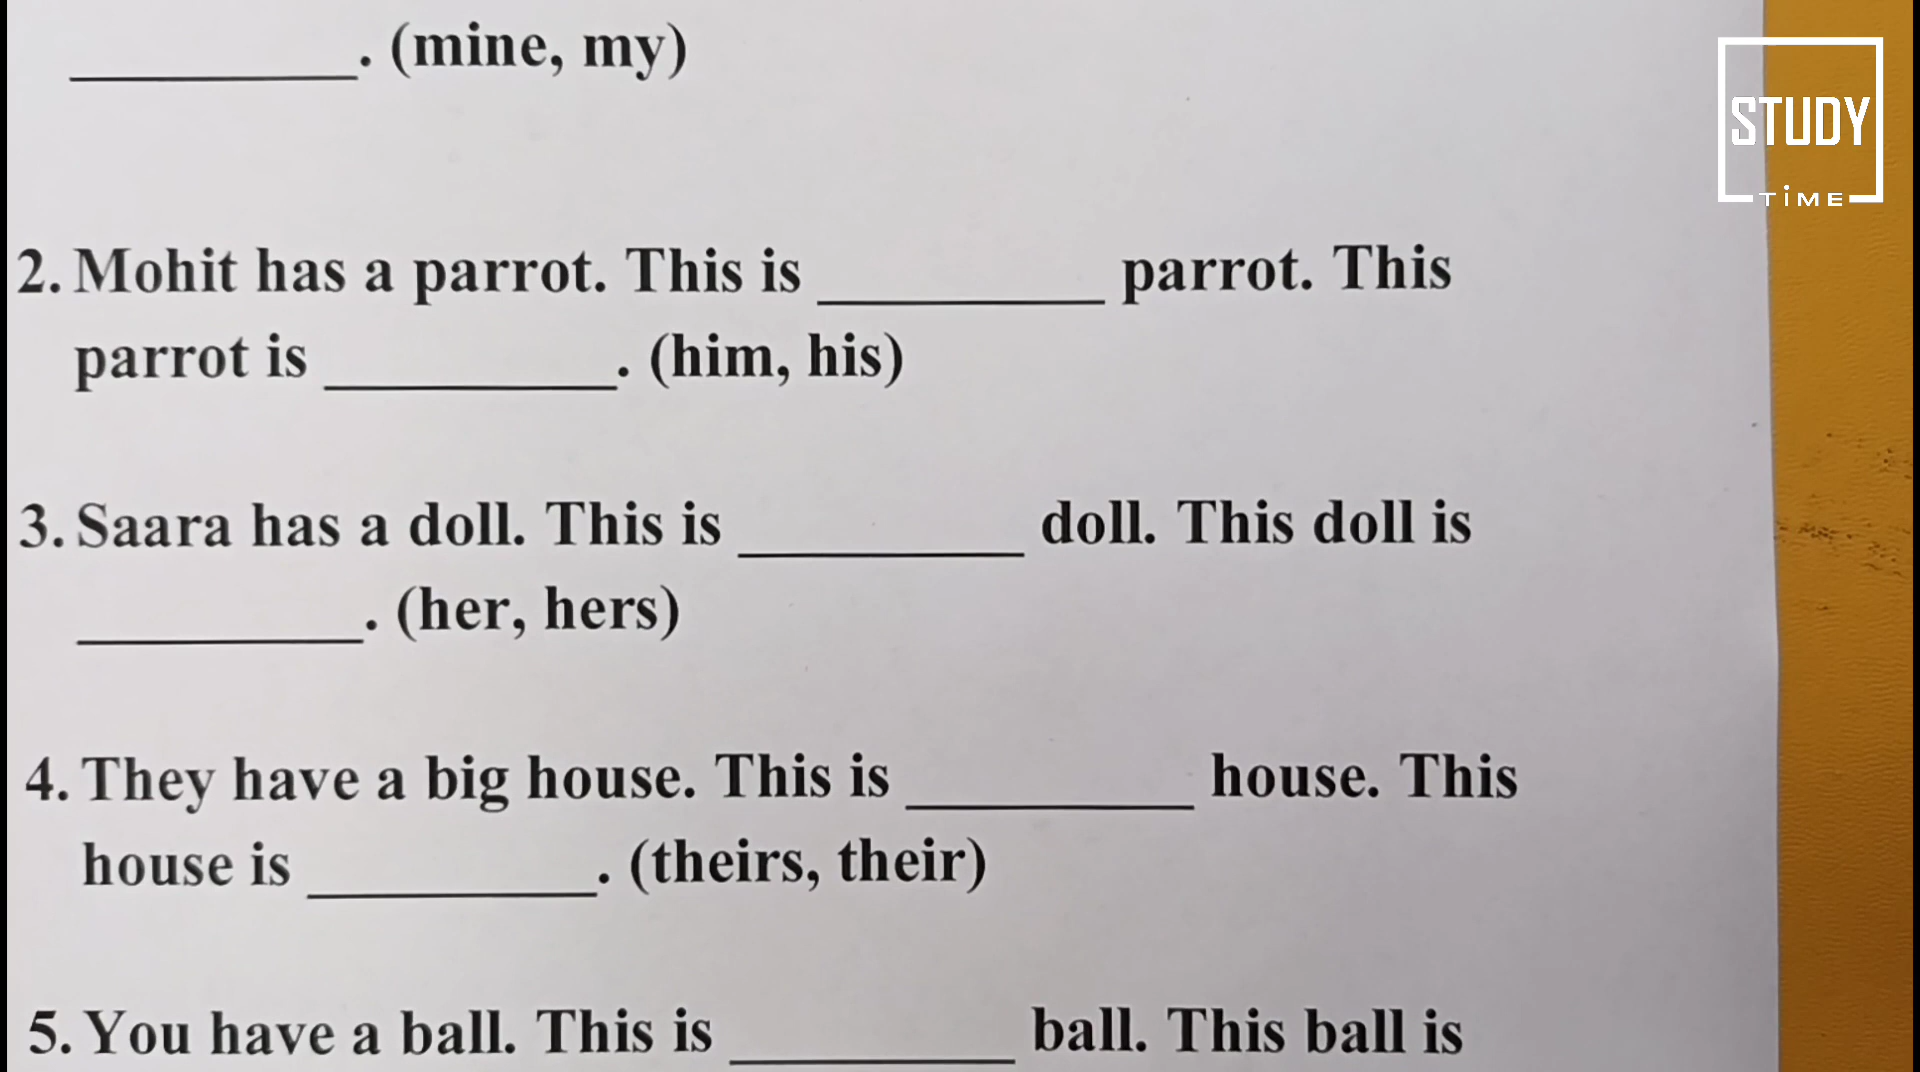 __________. (mine, my)
STUDY
TiME
2. Mohit has a parrot. This is __________ parrot. This
parrot is __________. (him, his)
3. Saara has a doll. This is __________ doll. This doll is
__________. (her, hers)
4. They have a big house. This is __________ house. This
house is __________. (theirs, their)
5. You have a ball. This is __________ ball. This ball is